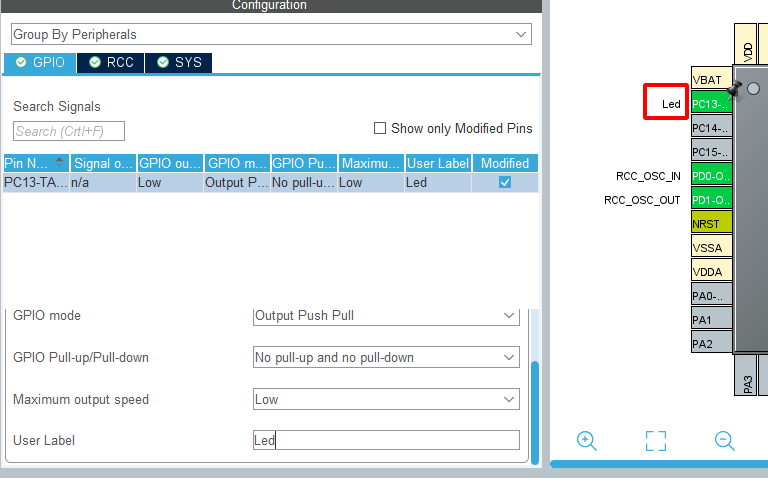 Configuration
Group By Peripherals
GPIO
RCC
SYS
Search Signals
Search (CrtI+F)
Show only Modified Pins
Pin N... Signal o... GPIO ou... GPIO m... GPIO Pu... Maximu... User Label Modified
PC13-TA... n/a Low Output P... No pull-u... Low Led
GPIO mode
Output Push Pull
GPIO Pull-up/Pull-down
No pull-up and no pull-down
Maximum output speed
Low
User Label
Led
VDD
VBAT
Led
PC13-...
PC14-...
PC15-...
RCC_OSC_IN
PD0-O...
RCC_OSC_OUT
PD1-O...
NRST
VSSA
VDDA
PA0-...
PA1
PA2
PA3